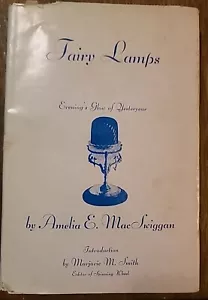 Fairy Lamps
Evening's Glow of Yesteryear
by Amelia E. MacSwiggan
Introduction
by Marjorie M. Smith
Editor of Spinning Wheel